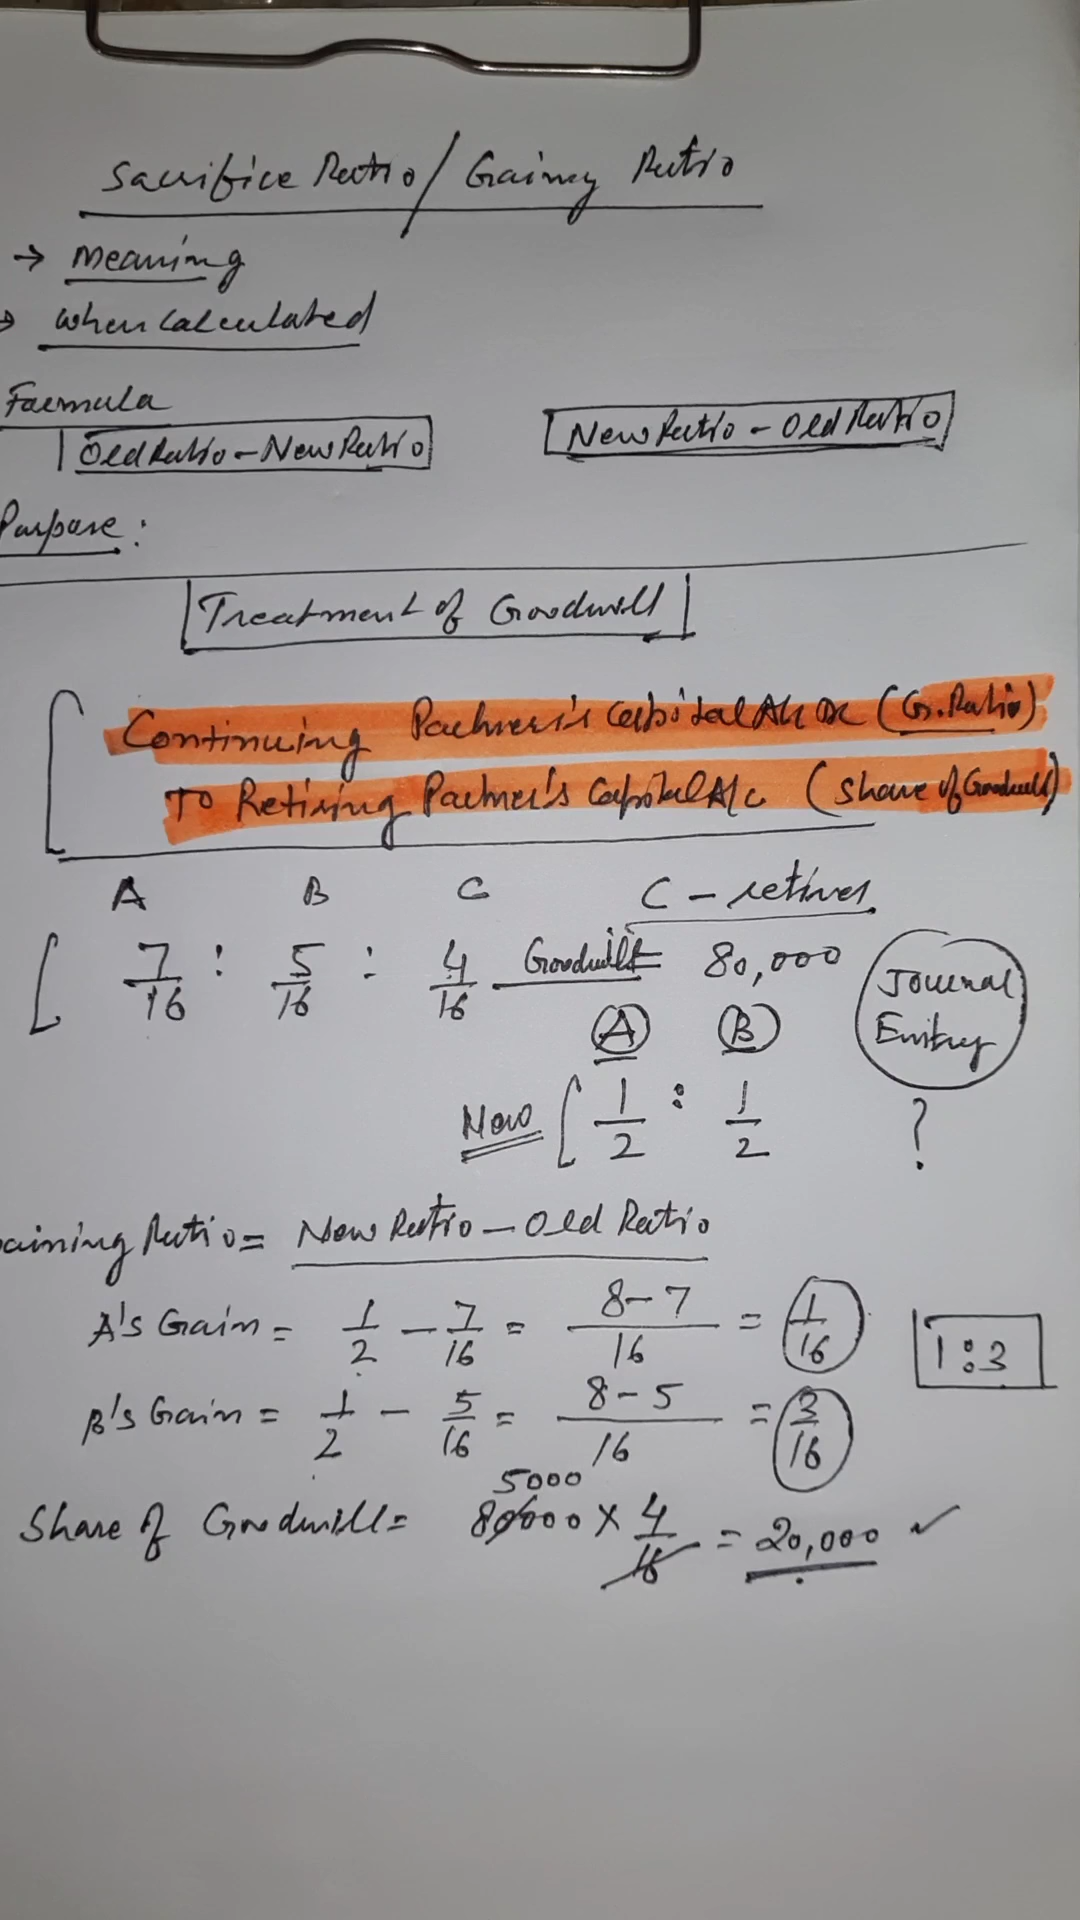 Sacrifice Ratio/ Gaining Ratio
→ Meaning
→ When Calculated
Formula
Old Ratio - New Ratio
New Ratio - Old Ratio
Purpose:
Treatment of Goodwill
Continuing Partner's Capital A/c Dr (G. Ratio)
To Retiring Partner's Capital A/c (Share of Goodwill)
A B C C - retires
7/16 : 5/16 : 4/16 Goodwill = 80,000
Journal Entry ?
A B
New 1/2 : 1/2
aining Ratio = New Ratio - Old Ratio
A's Gain = 1/2 - 7/16 = 8-7/16 = 1/16
1:3
B's Gain = 1/2 - 5/16 = 8-5/16 = 3/16
5000
Share of Goodwill = 80000 × 4/16 = 20,000 ✓